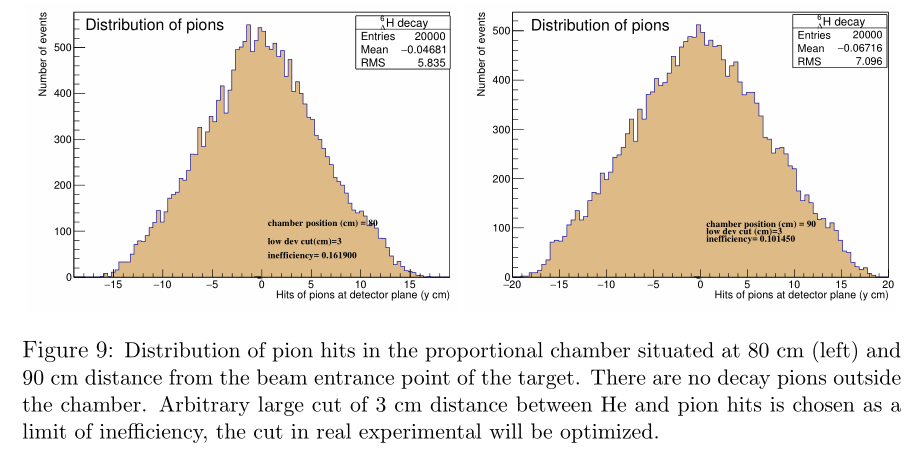 Distribution of pions
⁶ΛH decay
Entries 20000
Mean −0.04681
RMS 5.835
Number of events
500
400
300
200
100
0
chamber position (cm) = 80
low dev cut(cm)=3
inefficiency= 0.161900
−15 −10 −5 0 5 10 15
Hits of pions at detector plane (y cm)
Distribution of pions
⁶ΛH decay
Entries 20000
Mean −0.06716
RMS 7.096
Number of events
500
400
300
200
100
0
chamber position (cm) = 90
low dev cut (cm)=3
inefficiency= 0.101450
−20 −15 −10 −5 0 5 10 15 20
Hits of pions at detector plane (y cm)
Figure 9: Distribution of pion hits in the proportional chamber situated at 80 cm (left) and
90 cm distance from the beam entrance point of the target. There are no decay pions outside
the chamber. Arbitrary large cut of 3 cm distance between He and pion hits is chosen as a
limit of inefficiency, the cut in real experimental will be optimized.